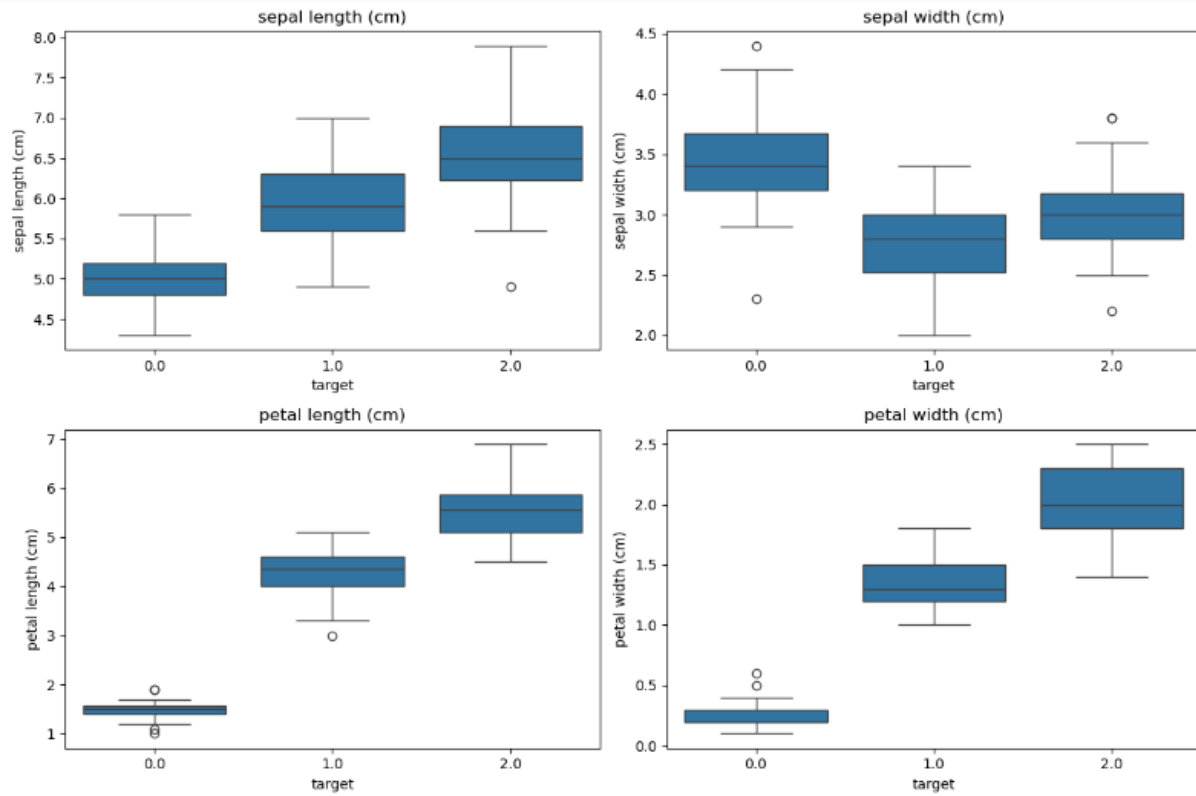 sepal length (cm)
sepal length (cm)
8.0
7.5
7.0
6.5
6.0
5.5
5.0
4.5
0.0 1.0 2.0
target
sepal width (cm)
sepal width (cm)
4.5
4.0
3.5
3.0
2.5
2.0
0.0 1.0 2.0
target
petal length (cm)
petal length (cm)
7
6
5
4
3
2
1
0.0 1.0 2.0
target
petal width (cm)
petal width (cm)
2.5
2.0
1.5
1.0
0.5
0.0
0.0 1.0 2.0
target